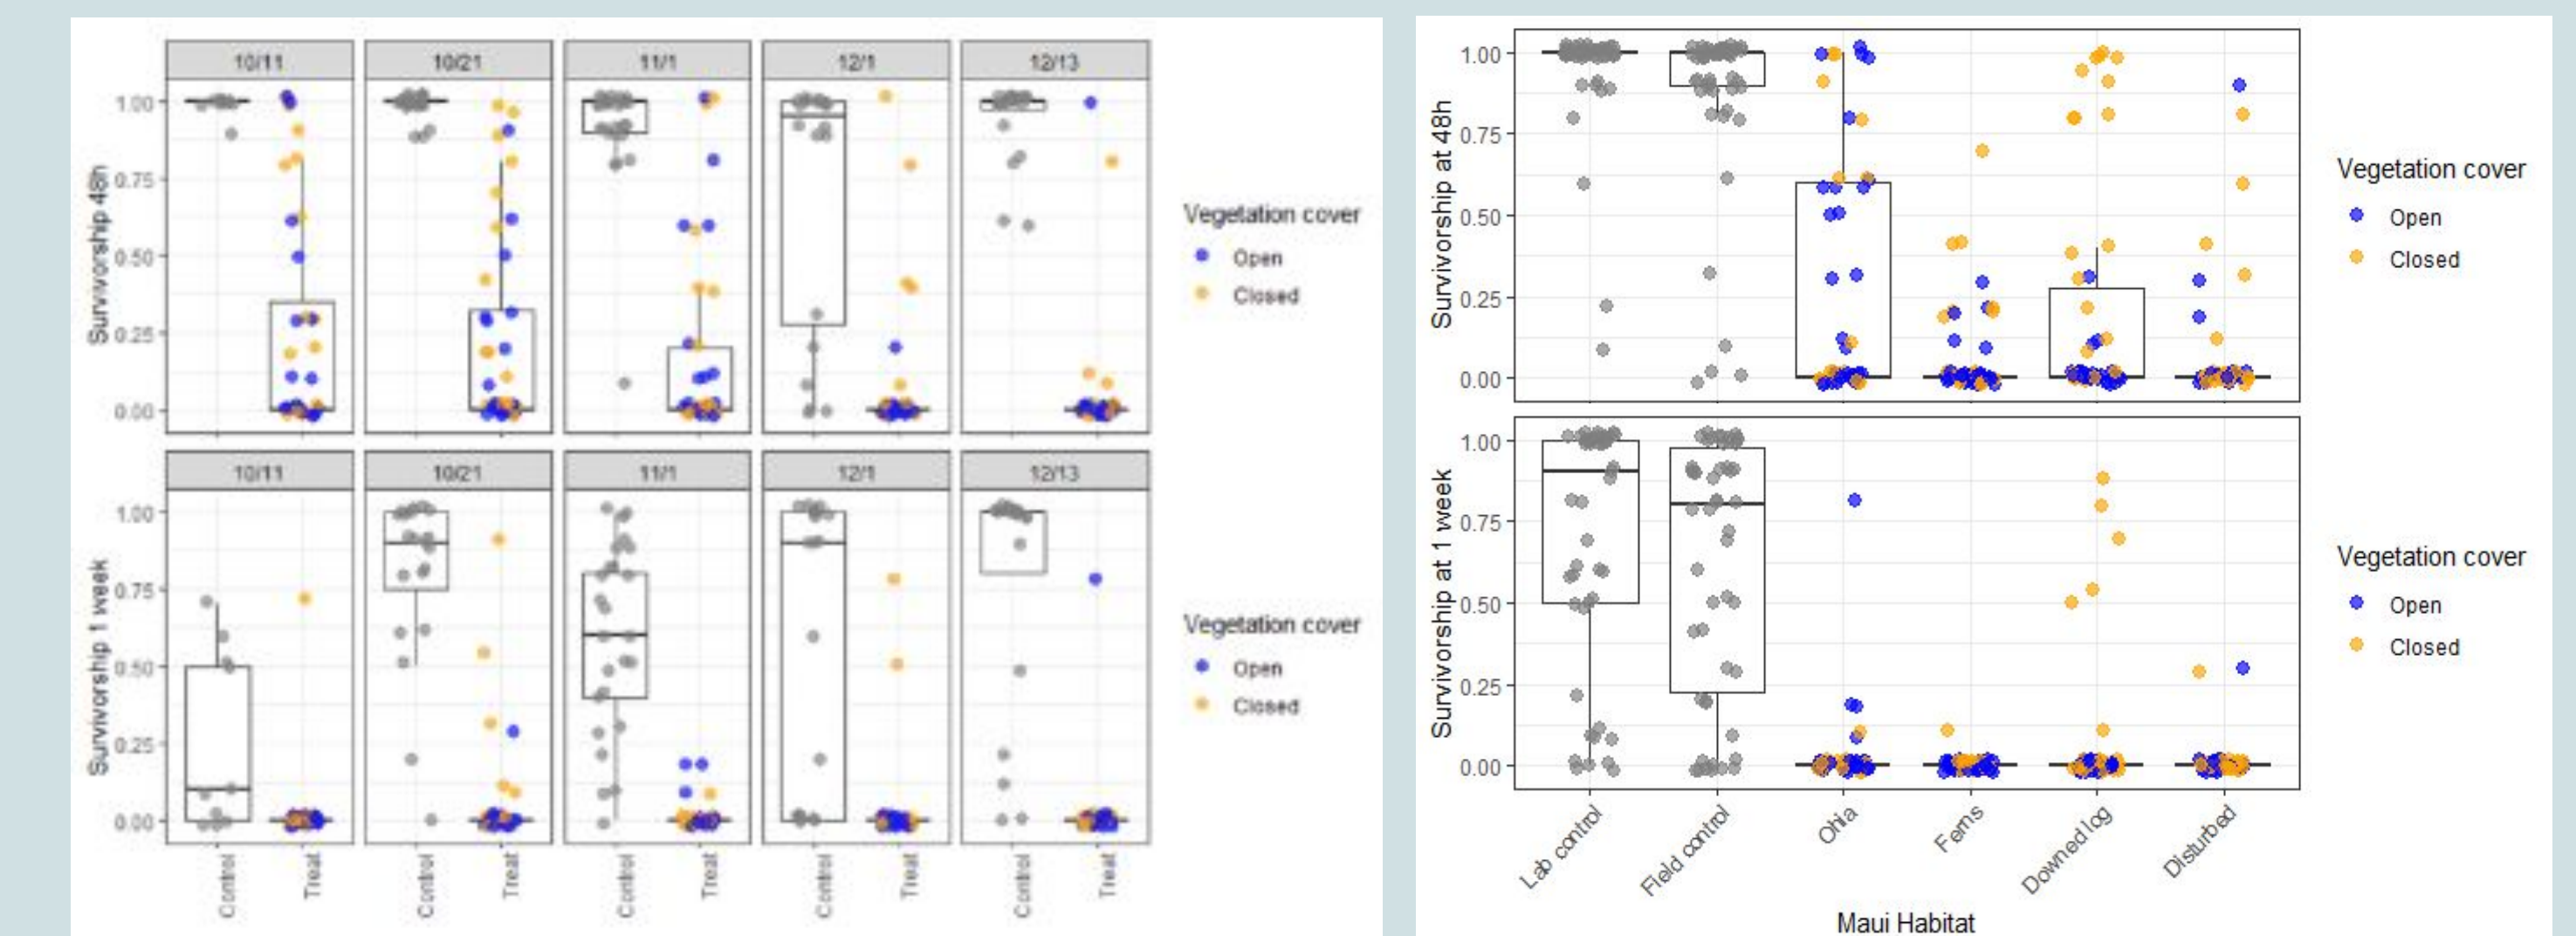 10/11 10/21 11/1 12/1 12/13
Survivorship 48h
1.00
0.75
0.50
0.25
0.00
Vegetation cover
Open
Closed
10/11 10/21 11/1 12/1 12/13
Survivorship 1 week
1.00
0.75
0.50
0.25
0.00
Control Treat Control Treat Control Treat Control Treat Control Treat
Vegetation cover
Open
Closed
Survivorship at 48h
1.00
0.75
0.50
0.25
0.00
Vegetation cover
Open
Closed
Survivorship at 1 week
1.00
0.75
0.50
0.25
0.00
Lab control Field control Ohia Ferns Downed log Disturbed
Maui Habitat
Vegetation cover
Open
Closed